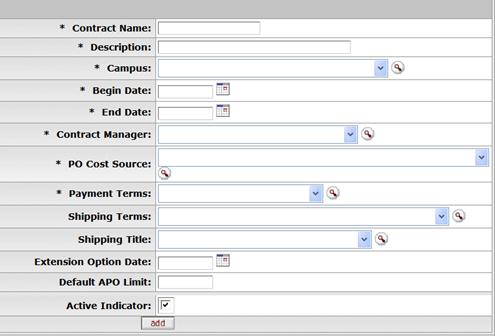 * Contract Name:
* Description:
* Campus:
* Begin Date:
* End Date:
* Contract Manager:
* PO Cost Source:
* Payment Terms:
Shipping Terms:
Shipping Title:
Extension Option Date:
Default APO Limit:
Active Indicator:
add